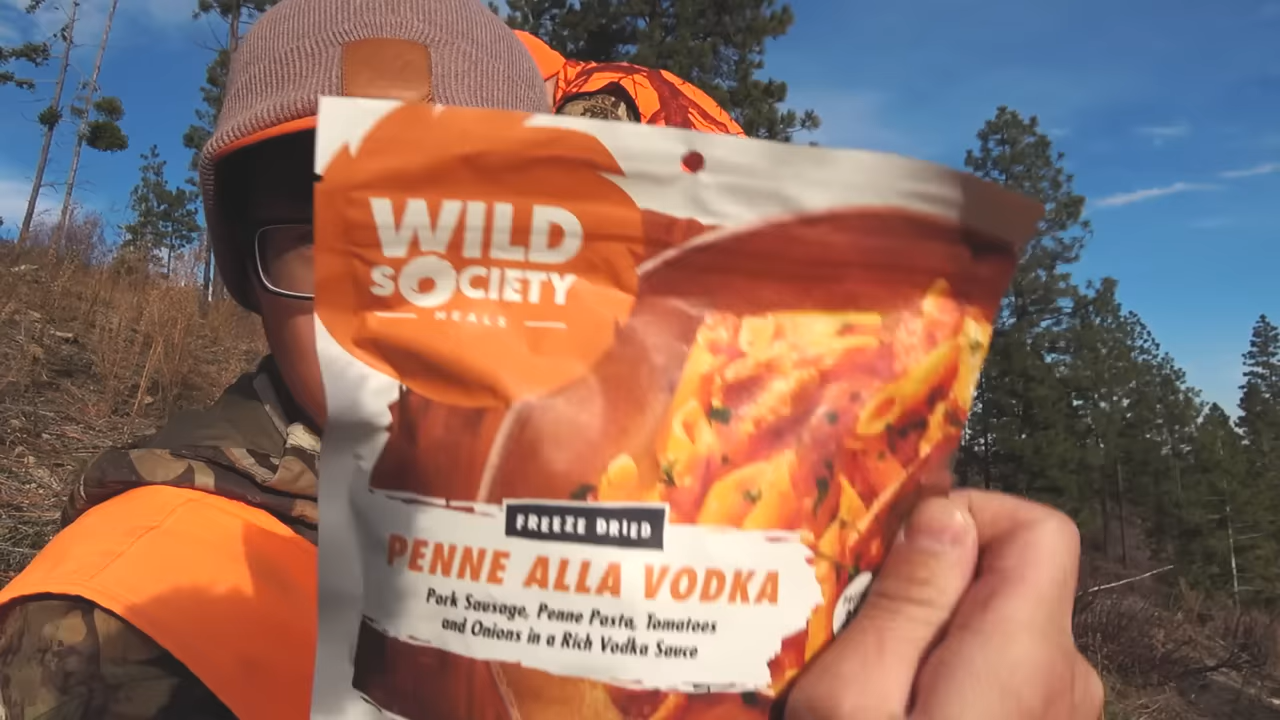 WILD
SOCIETY
MEALS
FREEZE DRIED
PENNE ALLA VODKA
Pork Sausage, Penne Pasta, Tomatoes
and Onions in a Rich Vodka Sauce